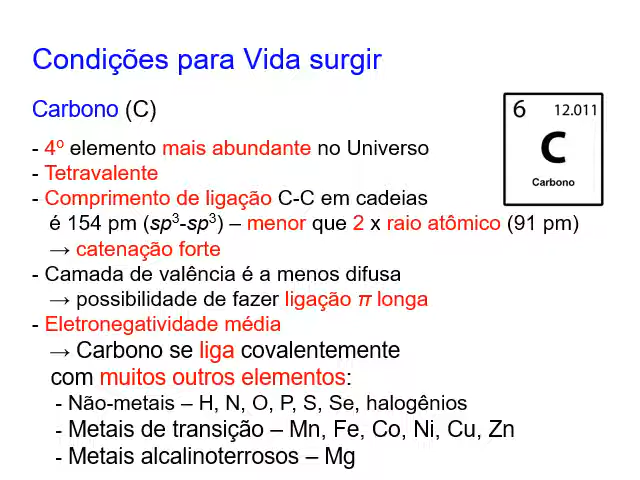 Condições para Vida surgir
Carbono (C)
6 12.011
C
Carbono
- 4º elemento mais abundante no Universo
- Tetravalente
- Comprimento de ligação C-C em cadeias
é 154 pm (sp³-sp³) – menor que 2 x raio atômico (91 pm)
→ catenação forte
- Camada de valência é a menos difusa
→ possibilidade de fazer ligação π longa
- Eletronegatividade média
→ Carbono se liga covalentemente
com muitos outros elementos:
- Não-metais – H, N, O, P, S, Se, halogênios
- Metais de transição – Mn, Fe, Co, Ni, Cu, Zn
- Metais alcalinoterrosos – Mg